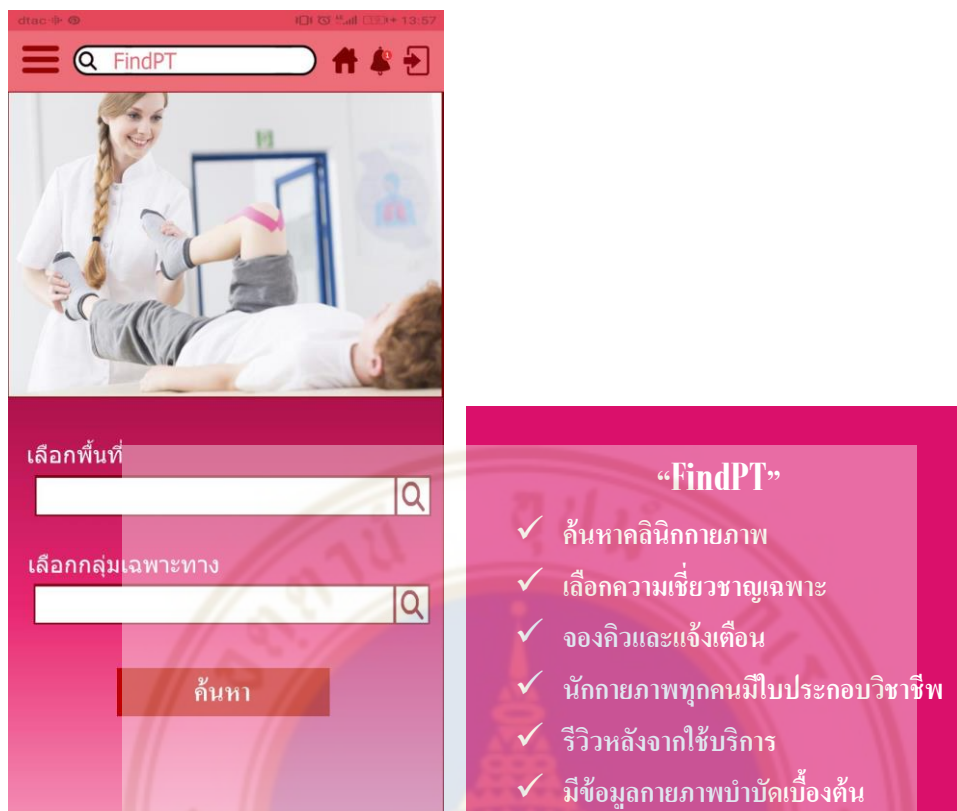 dtac 13:57
FindPT
เลือกพื้นที่
เลือกกลุ่มเฉพาะทาง
ค้นหา
“FindPT”
✓ ค้นหาคลินิกกายภาพ
✓ เลือกความเชี่ยวชาญเฉพาะ
✓ จองคิวและแจ้งเตือน
✓ นักกายภาพทุกคนมีใบประกอบวิชาชีพ
✓ รีวิวหลังจากใช้บริการ
✓ มีข้อมูลกายภาพบำบัดเบื้องต้น